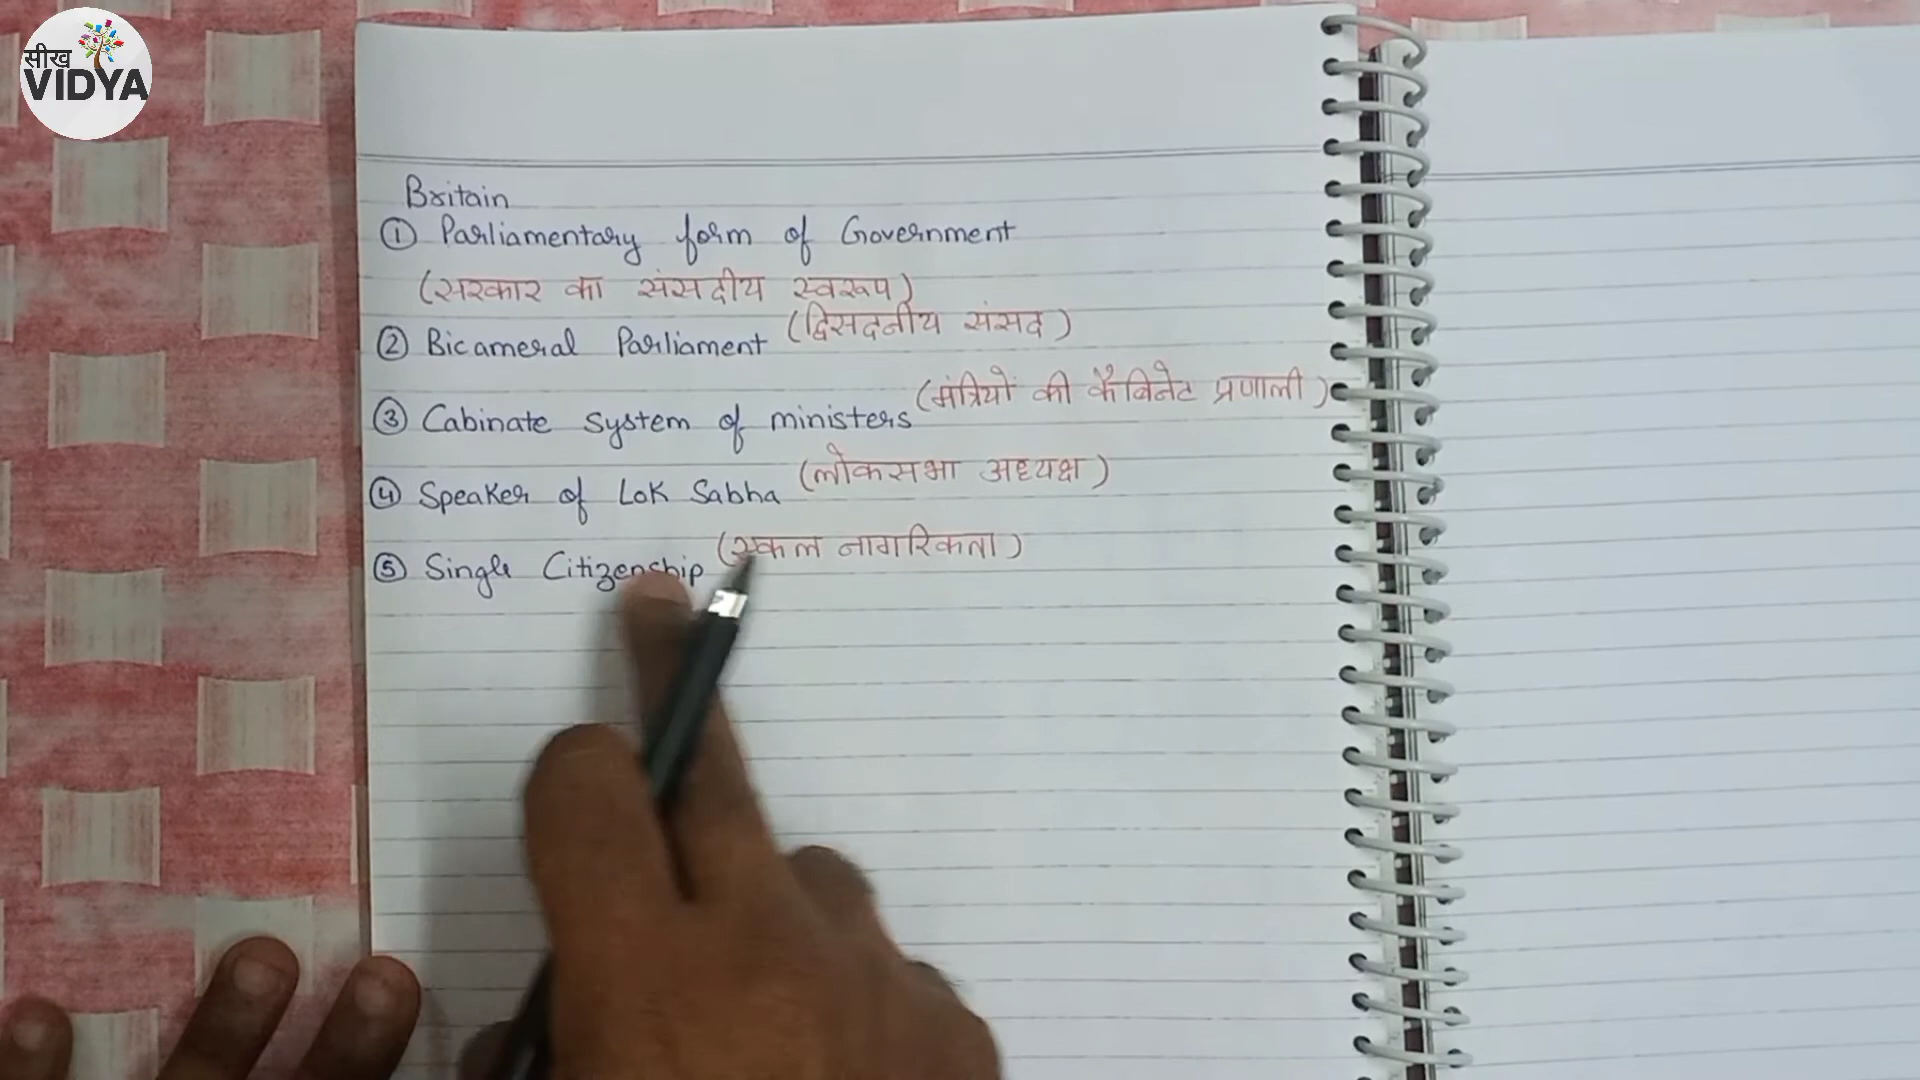 सीख
VIDYA
Britain
① Parliamentary form of Government
(सरकार का संसदीय स्वरूप)
② Bicameral Parliament (द्विसदनीय संसद)
③ Cabinate System of ministers (मंत्रियों की कैबिनेट प्रणाली)
④ Speaker of Lok Sabha (लोकसभा अध्यक्ष)
⑤ Single Citizenship (एकल नागरिकता)